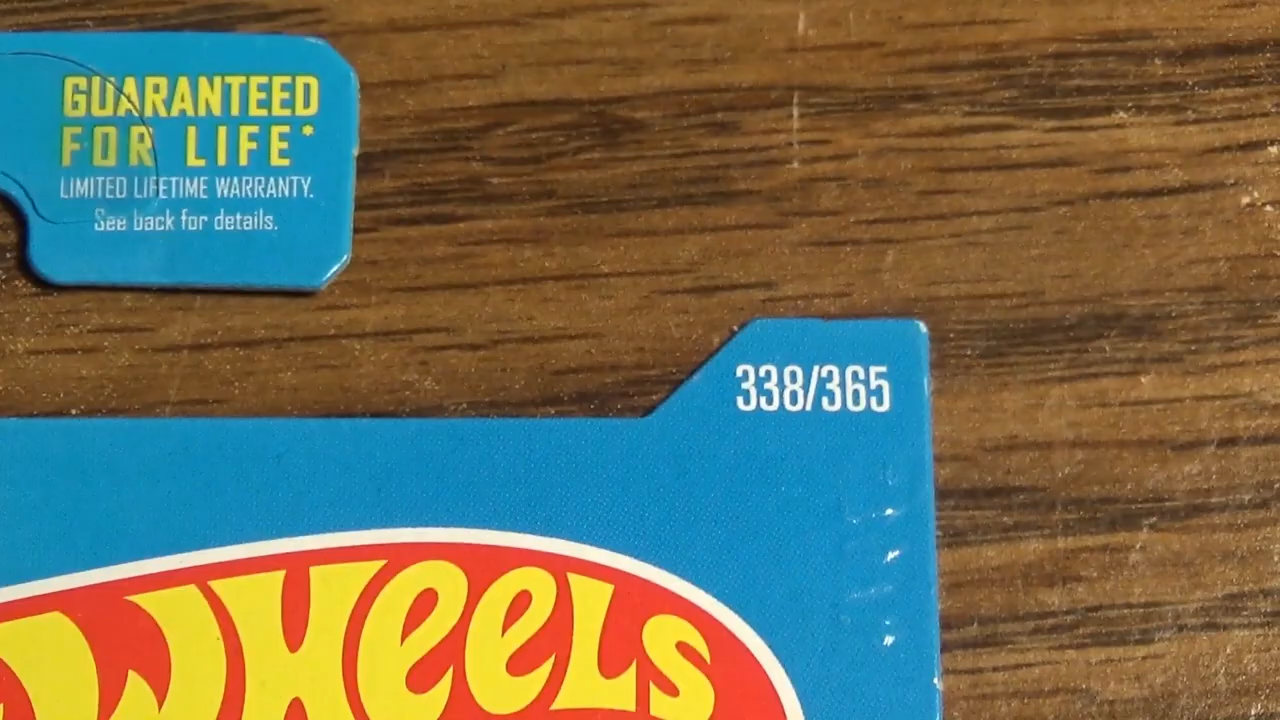 GUARANTEED
FOR LIFE*
LIMITED LIFETIME WARRANTY.
See back for details.
338/365
WHEELS